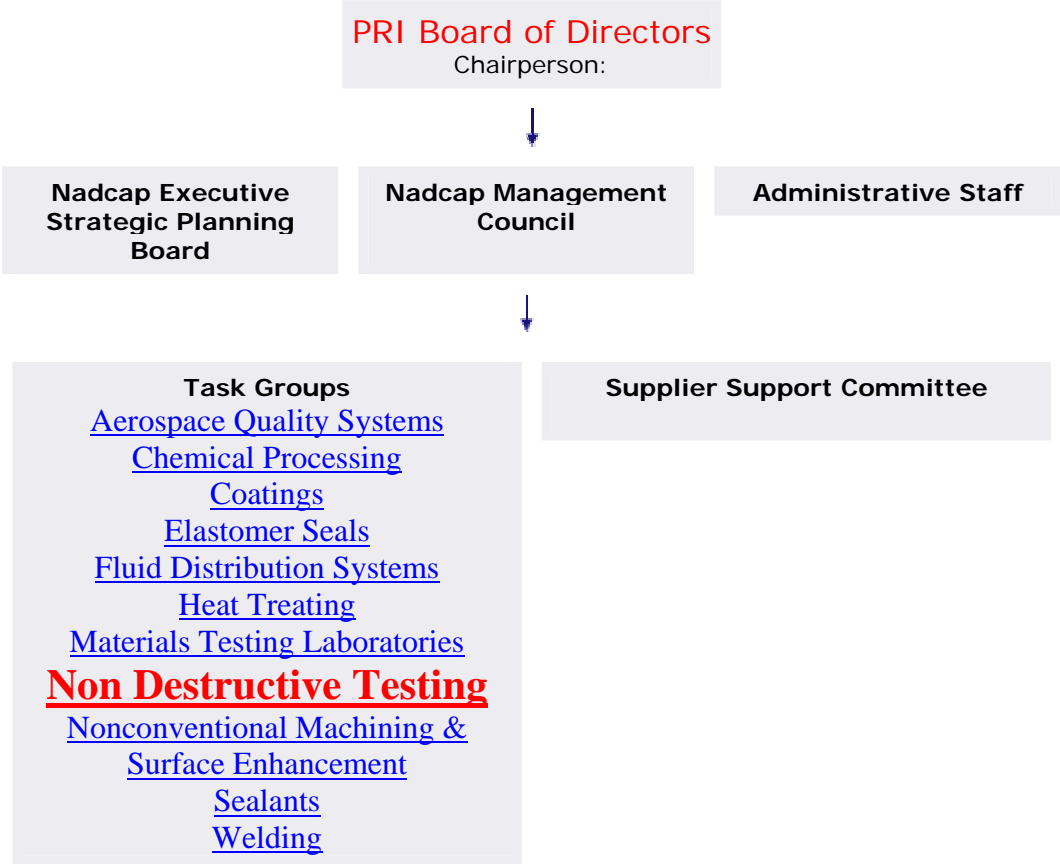 PRI Board of Directors
Chairperson:
Nadcap Executive
Strategic Planning
Board
Nadcap Management
Council
Administrative Staff
Task Groups
Aerospace Quality Systems
Chemical Processing
Coatings
Elastomer Seals
Fluid Distribution Systems
Heat Treating
Materials Testing Laboratories
Non Destructive Testing
Nonconventional Machining &
Surface Enhancement
Sealants
Welding
Supplier Support Committee